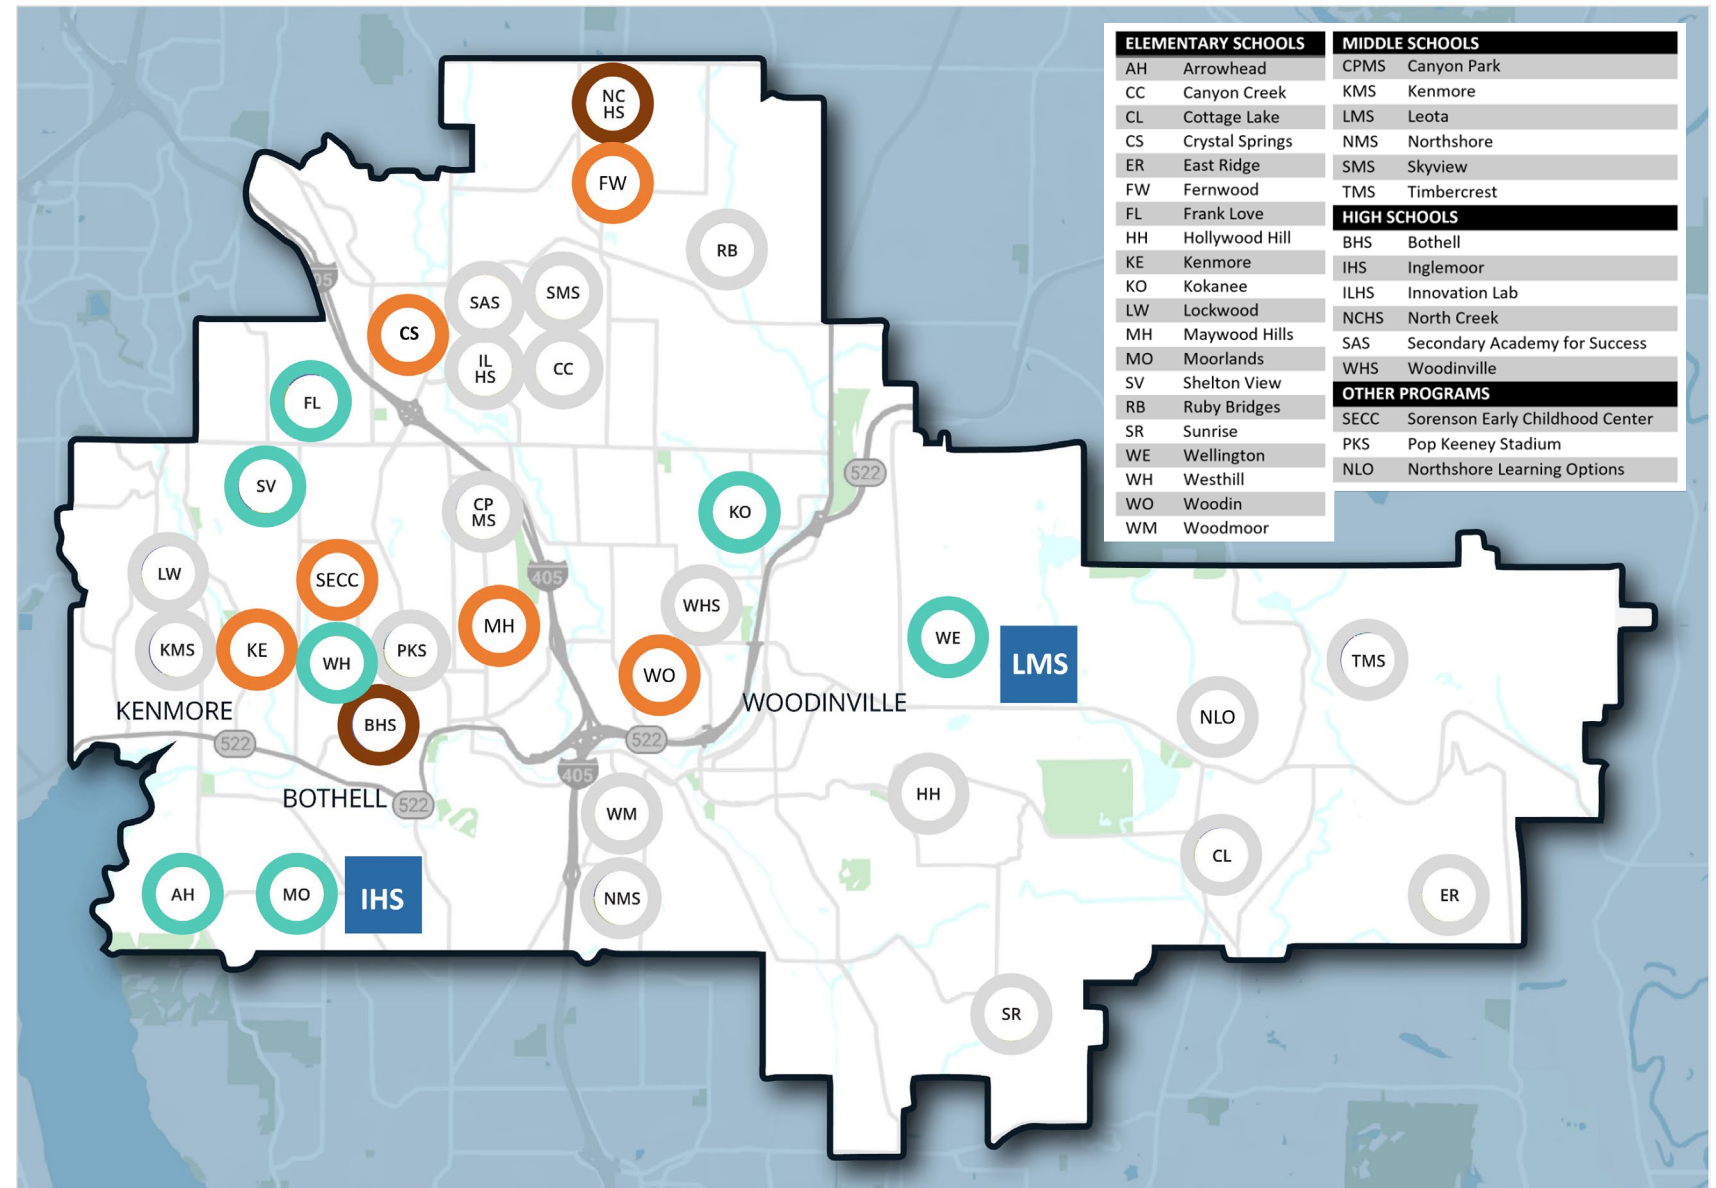 ELEMENTARY SCHOOLS
AH Arrowhead
CC Canyon Creek
CL Cottage Lake
CS Crystal Springs
ER East Ridge
FW Fernwood
FL Frank Love
HH Hollywood Hill
KE Kenmore
KO Kokanee
LW Lockwood
MH Maywood Hills
MO Moorlands
SV Shelton View
RB Ruby Bridges
SR Sunrise
WE Wellington
WH Westhill
WO Woodin
WM Woodmoor
MIDDLE SCHOOLS
CPMS Canyon Park
KMS Kenmore
LMS Leota
NMS Northshore
SMS Skyview
TMS Timbercrest
HIGH SCHOOLS
BHS Bothell
IHS Inglemoor
ILHS Innovation Lab
NCHS North Creek
SAS Secondary Academy for Success
WHS Woodinville
OTHER PROGRAMS
SECC Sorenson Early Childhood Center
PKS Pop Keeney Stadium
NLO Northshore Learning Options
NC
HS
FW
RB
05
SAS
SMS
CS
IL
HS
CC
FL
522
SV
CP
MS
KO
LW
SECC
405
WHS
KMS
KE
WH
PKS
MH
WO
WE
LMS
TMS
KENMORE
BHS
WOODINVILLE
NLO
522
522
405
BOTHELL
522
WM
HH
CL
AH
MO
IHS
NMS
ER
SR